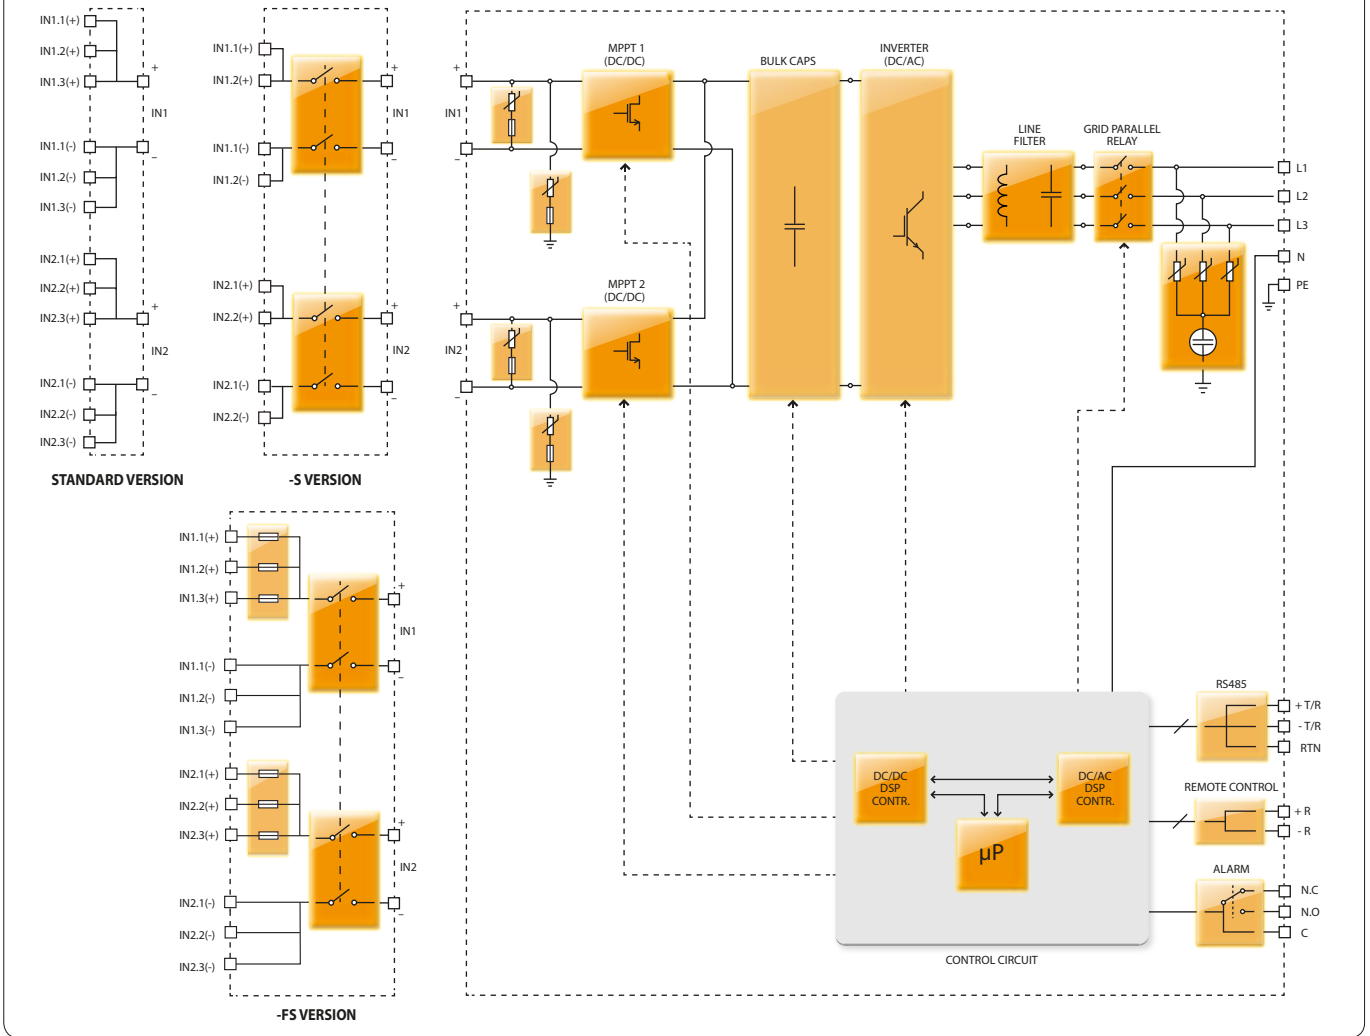 IN1.1(+)
IN1.2(+)
IN1.3(+)
+
IN1
IN1.1(-)
–
IN1.2(-)
IN1.3(-)
IN2.1(+)
IN2.2(+)
+
IN2.3(+)
IN2
IN2.1(-)
–
IN2.2(-)
IN2.3(-)
STANDARD VERSION
IN1.1(+)
+
IN1.2(+)
IN1
IN1.1(-)
–
IN1.2(-)
IN2.1(+)
+
IN2.2(+)
IN2
IN2.1(-)
–
IN2.2(-)
-S VERSION
IN1.1(+)
IN1.2(+)
+
IN1.3(+)
IN1
IN1.1(-)
–
IN1.2(-)
IN1.3(-)
IN2.1(+)
IN2.2(+)
+
IN2.3(+)
IN2
IN2.1(-)
–
IN2.2(-)
IN2.3(-)
-FS VERSION
+
IN1
–
+
IN2
–
MPPT 1
(DC/DC)
MPPT 2
(DC/DC)
BULK CAPS
INVERTER
(DC/AC)
LINE
FILTER
GRID PARALLEL
RELAY
L1
L2
L3
N
PE
DC/DC
DSP
CONTR.
DC/AC
DSP
CONTR.
µP
CONTROL CIRCUIT
RS485
+ T/R
- T/R
RTN
REMOTE CONTROL
+ R
- R
ALARM
N.C
N.O
C